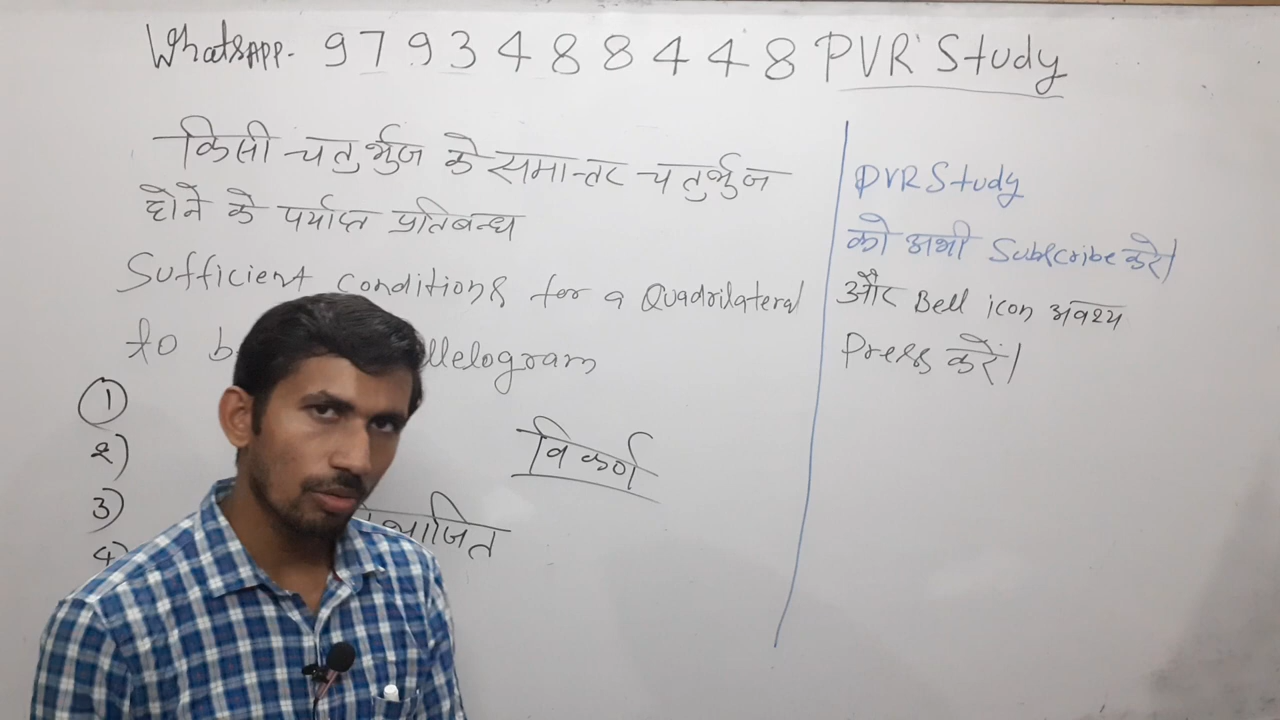 WhatsAPP- 9793488448 PVR Study
किसी चतुर्भुज के समान्तर चतुर्भुज
होने के पर्याप्त प्रतिबन्ध
Sufficient Conditions for a Quadrilateral
to b llelogram
1
2)
3)
4)
विकर्ण
भाजित
PVR Study
को अभी Subscribe करें।
और Bell icon अवश्य
Press करें।